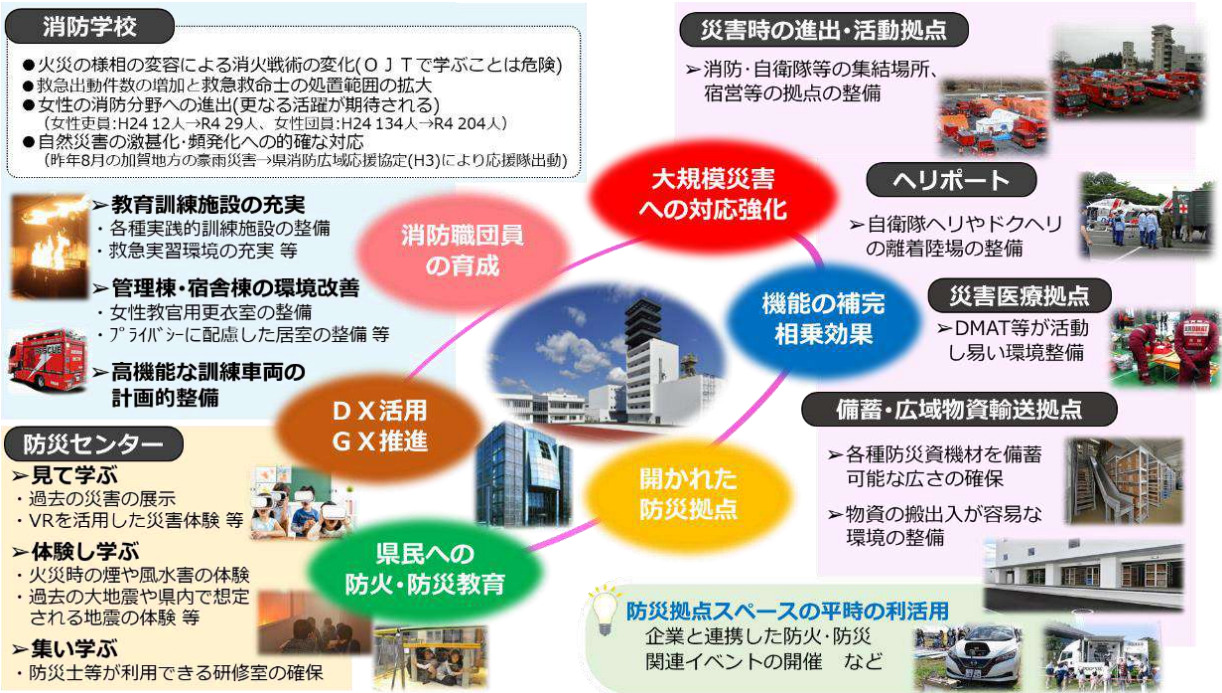 消防学校
●火災の様相の変容による消火戦術の変化(ＯＪＴで学ぶことは危険)
●救急出動件数の増加と救急救命士の処置範囲の拡大
●女性の消防分野への進出(更なる活躍が期待される)
(女性吏員:H24 12人→R4 29人、女性団員:H24 134人→R4 204人)
●自然災害の激甚化・頻発化への的確な対応
(昨年8月の加賀地方の豪雨災害→県消防広域応援協定(H3)により応援隊出動)
➢教育訓練施設の充実
・各種実践的訓練施設の整備
・救急実習環境の充実 等
➢管理棟・宿舎棟の環境改善
・女性教官用更衣室の整備
・ﾌﾟﾗｲﾊﾞｼｰに配慮した居室の整備 等
➢高機能な訓練車両の
計画的整備
防災センター
➢見て学ぶ
・過去の災害の展示
・VRを活用した災害体験 等
➢体験し学ぶ
・火災時の煙や風水害の体験
・過去の大地震や県内で想定
される地震の体験 等
➢集い学ぶ
・防災士等が利用できる研修室の確保
消防職団員
の育成
大規模災害
への対応強化
機能の補完
相乗効果
ＤＸ活用
ＧＸ推進
開かれた
防災拠点
県民への
防火・防災教育
災害時の進出・活動拠点
➢消防・自衛隊等の集結場所、
宿営等の拠点の整備
ヘリポート
➢自衛隊ヘリやドクヘリ
の離着陸場の整備
災害医療拠点
➢DMAT等が活動
し易い環境整備
備蓄・広域物資輸送拠点
➢各種防災資機材を備蓄
可能な広さの確保
➢物資の搬出入が容易な
環境の整備
防災拠点スペースの平時の利活用
企業と連携した防火・防災
関連イベントの開催　など